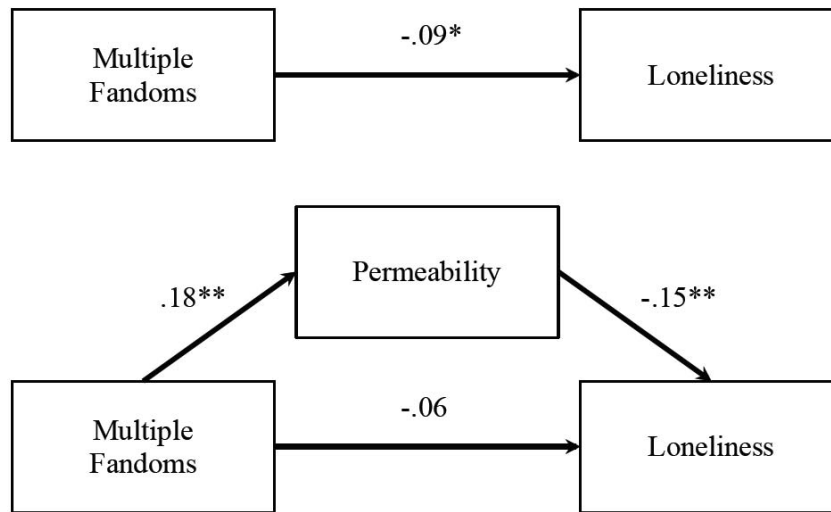 -.09*
Multiple
Fandoms
Loneliness
Permeability
.18**
-.15**
-.06
Multiple
Fandoms
Loneliness